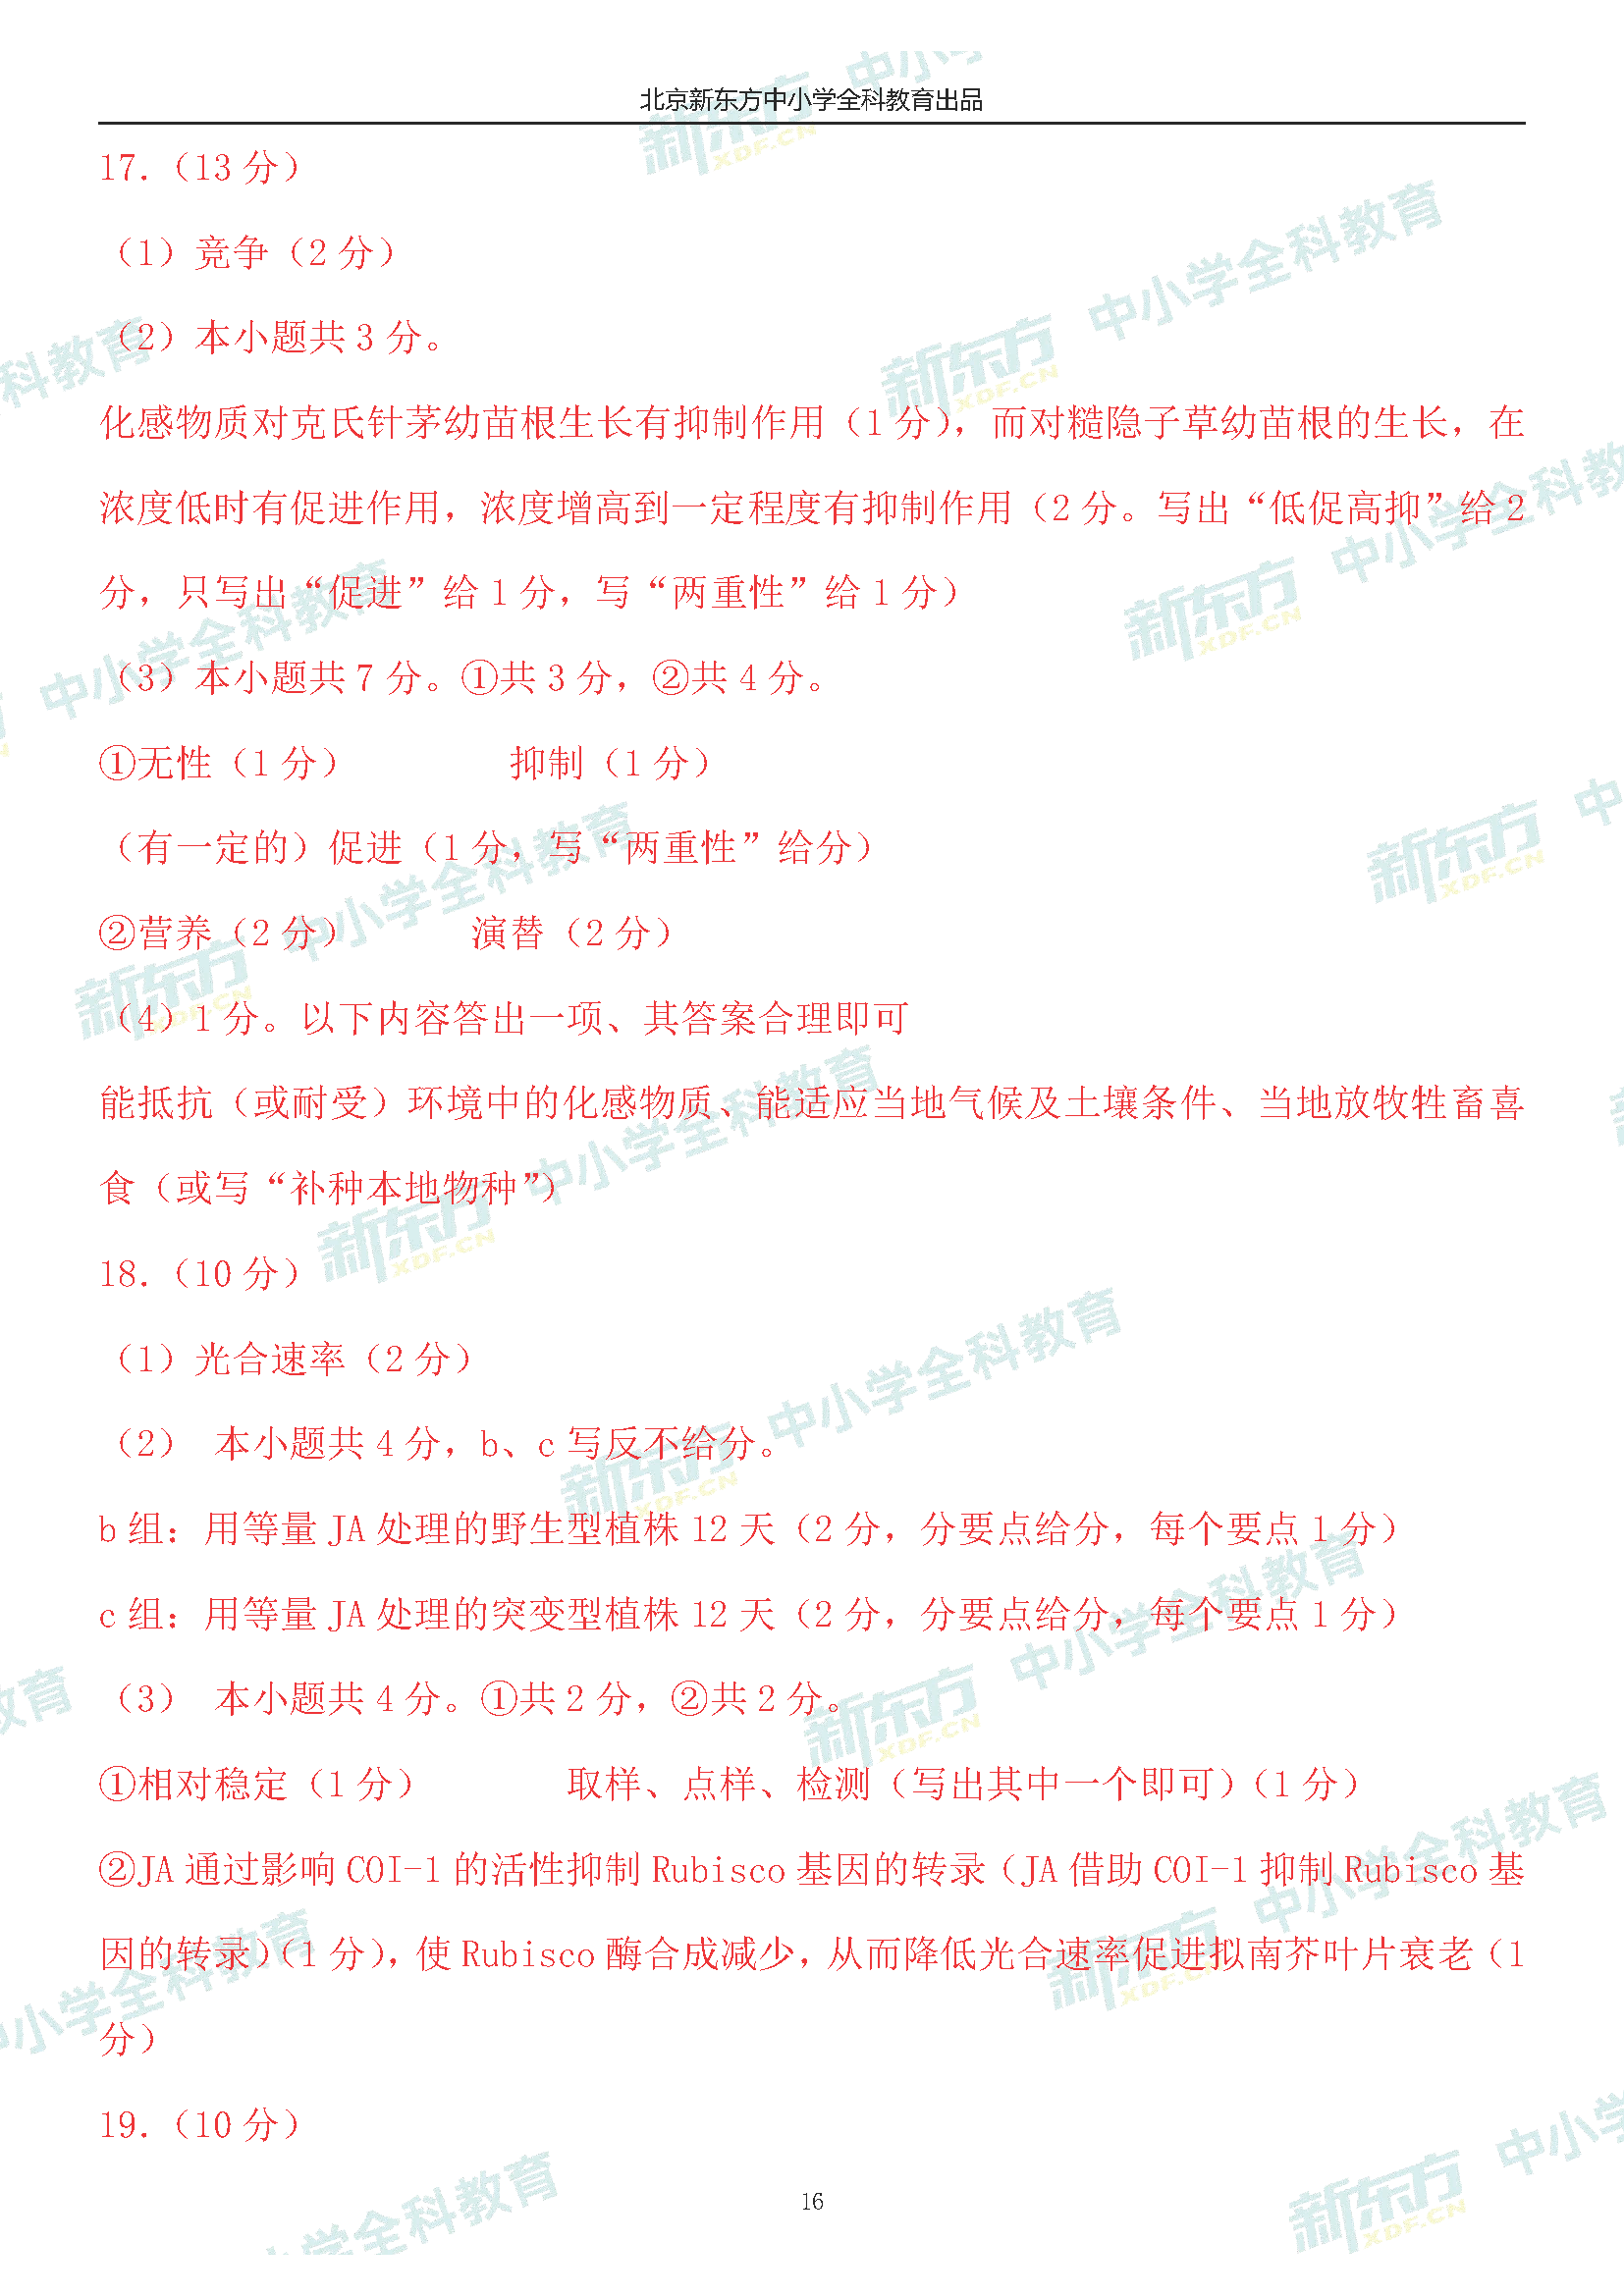 北京新东方中小学全科教育出品
17.（13 分）
（1）竞争（2 分）
（2）本小题共 3 分。
化感物质对克氏针茅幼苗根生长有抑制作用（1 分），而对糙隐子草幼苗根的生长，在
浓度低时有促进作用，浓度增高到一定程度有抑制作用（2 分。写出“低促高抑”给 2
分，只写出“促进”给 1 分，写“两重性”给 1 分）
（3）本小题共 7 分。①共 3 分，②共 4 分。
①无性（1 分） 抑制（1 分）
（有一定的）促进（1 分，写“两重性”给分）
②营养（2 分） 演替（2 分）
（4）1 分。以下内容答出一项、其答案合理即可
能抵抗（或耐受）环境中的化感物质、能适应当地气候及土壤条件、当地放牧牲畜喜
食（或写“补种本地物种”）
18.（10 分）
（1）光合速率（2 分）
（2） 本小题共 4 分，b、c 写反不给分。
b 组：用等量 JA 处理的野生型植株 12 天（2 分，分要点给分，每个要点 1 分）
c 组：用等量 JA 处理的突变型植株 12 天（2 分，分要点给分，每个要点 1 分）
（3） 本小题共 4 分。①共 2 分，②共 2 分。
①相对稳定（1 分） 取样、点样、检测（写出其中一个即可）（1 分）
②JA 通过影响 COI-1 的活性抑制 Rubisco 基因的转录（JA 借助 COI-1 抑制 Rubisco 基
因的转录）（1 分），使 Rubisco 酶合成减少，从而降低光合速率促进拟南芥叶片衰老（1
分）
19.（10 分）
16